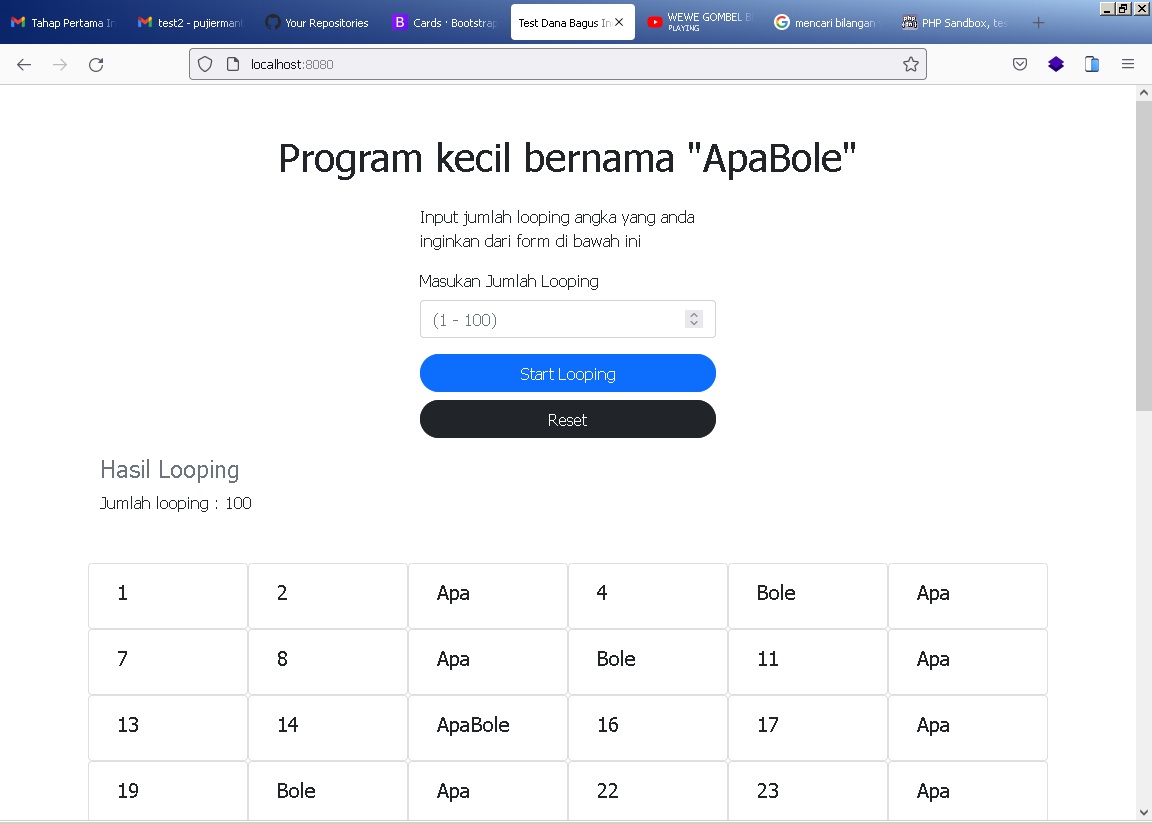 Tahap Pertama In
test2 - pujiermant
Your Repositories
Cards · Bootstrap
Test Dana Bagus In
WEWE GOMBEL B
PLAYING
mencari bilangan
PHP Sandbox, tes
localhost:8080
Program kecil bernama "ApaBole"
Input jumlah looping angka yang anda
inginkan dari form di bawah ini
Masukan Jumlah Looping
(1 - 100)
Start Looping
Reset
Hasil Looping
Jumlah looping : 100
1 2 Apa 4 Bole Apa
7 8 Apa Bole 11 Apa
13 14 ApaBole 16 17 Apa
19 Bole Apa 22 23 Apa